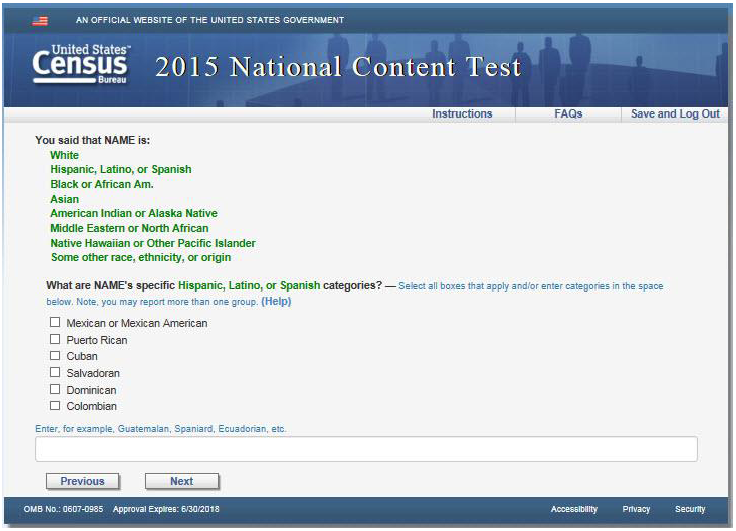 AN OFFICIAL WEBSITE OF THE UNITED STATES GOVERNMENT
United States™
Census
Bureau
2015 National Content Test
Instructions FAQs Save and Log Out
You said that NAME is:
White
Hispanic, Latino, or Spanish
Black or African Am.
Asian
American Indian or Alaska Native
Middle Eastern or North African
Native Hawaiian or Other Pacific Islander
Some other race, ethnicity, or origin
What are NAME's specific Hispanic, Latino, or Spanish categories? — Select all boxes that apply and/or enter categories in the space
below. Note, you may report more than one group. (Help)
Mexican or Mexican American
Puerto Rican
Cuban
Salvadoran
Dominican
Colombian
Enter, for example, Guatemalan, Spaniard, Ecuadorian, etc.
Previous Next
OMB No.: 0607-0985 Approval Expires: 6/30/2018 Accessibility Privacy Security